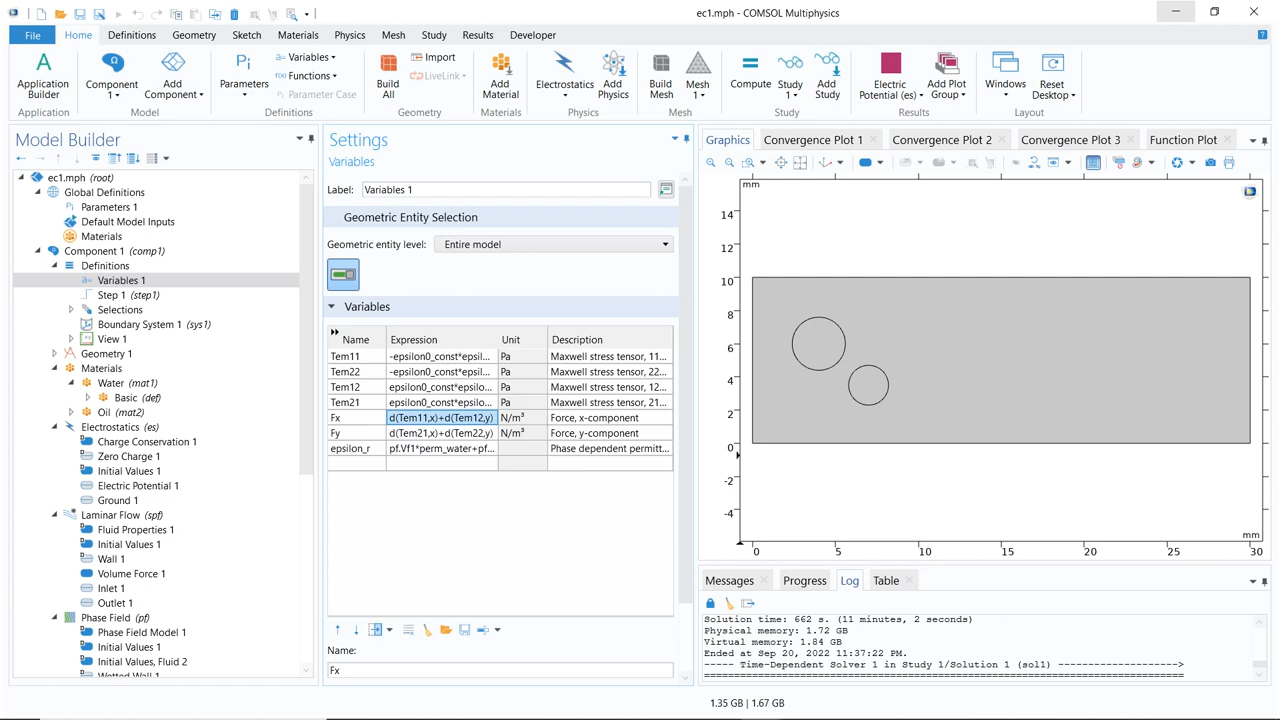 ec1.mph - COMSOL Multiphysics
File Home Definitions Geometry Sketch Materials Physics Mesh Study Results Developer
Application Builder
Application
Component 1
Add Component
Model
Parameters
a= Variables
f(x) Functions
Parameter Case
Definitions
Build All
Import
LiveLink
Geometry
Add Material
Materials
Electrostatics
Add Physics
Physics
Build Mesh
Mesh 1
Mesh
Compute
Study 1
Add Study
Study
Electric Potential (es)
Add Plot Group
Results
Windows
Reset Desktop
Layout
Model Builder
ec1.mph (root)
Global Definitions
Parameters 1
Default Model Inputs
Materials
Component 1 (comp1)
Definitions
a= Variables 1
Step 1 (step1)
Selections
Boundary System 1 (sys1)
View 1
Geometry 1
Materials
Water (mat1)
Basic (def)
Oil (mat2)
Electrostatics (es)
Charge Conservation 1
Zero Charge 1
Initial Values 1
Electric Potential 1
Ground 1
Laminar Flow (spf)
Fluid Properties 1
Initial Values 1
Wall 1
Volume Force 1
Inlet 1
Outlet 1
Phase Field (pf)
Phase Field Model 1
Initial Values 1
Initial Values, Fluid 2
Wetted Wall 1
Settings
Variables
Label: Variables 1
Geometric Entity Selection
Geometric entity level: Entire model
Variables
Name Expression Unit Description
Tem11 -epsilon0_const*epsil... Pa Maxwell stress tensor, 11...
Tem22 -epsilon0_const*epsil... Pa Maxwell stress tensor, 22...
Tem12 epsilon0_const*epsilo... Pa Maxwell stress tensor, 12...
Tem21 epsilon0_const*epsilo... Pa Maxwell stress tensor, 21...
Fx d(Tem11,x)+d(Tem12,y) N/m³ Force, x-component
Fy d(Tem21,x)+d(Tem22,y) N/m³ Force, y-component
epsilon_r pf.Vf1*perm_water+pf... Phase dependent permitt...
Name:
Fx
Graphics Convergence Plot 1 Convergence Plot 2 Convergence Plot 3 Function Plot
mm
14
12
10
8
6
4
2
0
-2
-4
mm
0 5 10 15 20 25 30
Messages Progress Log Table
Solution time: 662 s. (11 minutes, 2 seconds)
Physical memory: 1.72 GB
Virtual memory: 1.84 GB
Ended at Sep 20, 2022 11:37:22 PM.
----- Time-Dependent Solver 1 in Study 1/Solution 1 (sol1) -------------------->
1.35 GB | 1.67 GB